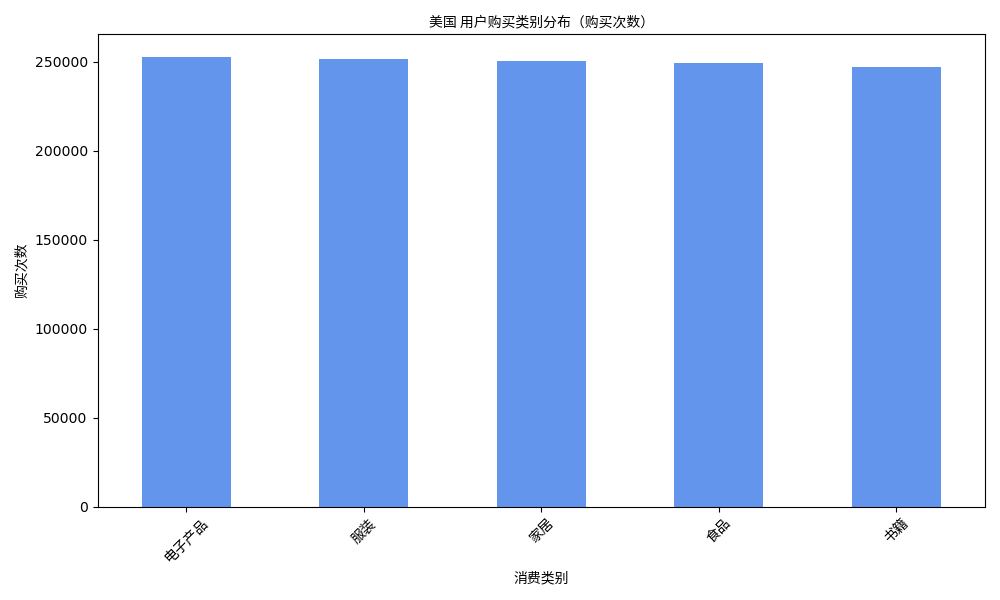 美国 用户购买类别分布（购买次数）
购买次数
250000
200000
150000
100000
50000
0
电子产品
服装
家居
食品
书籍
消费类别